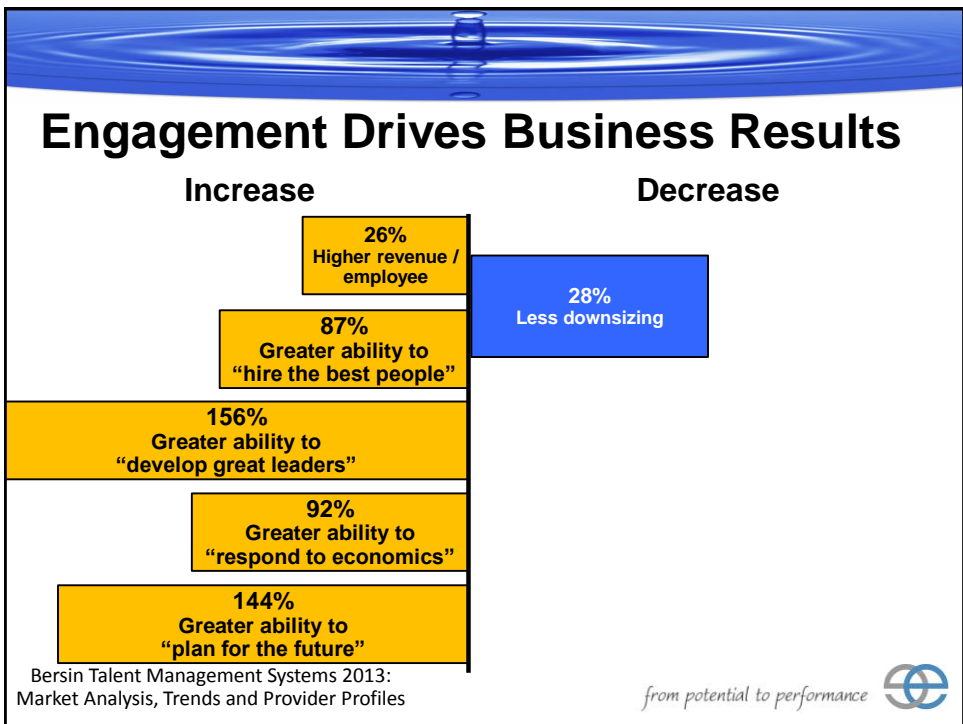 Engagement Drives Business Results
Increase
Decrease
26%
Higher revenue /
employee
28%
Less downsizing
87%
Greater ability to
“hire the best people”
156%
Greater ability to
“develop great leaders”
92%
Greater ability to
“respond to economics”
144%
Greater ability to
“plan for the future”
Bersin Talent Management Systems 2013:
Market Analysis, Trends and Provider Profiles
from potential to performance